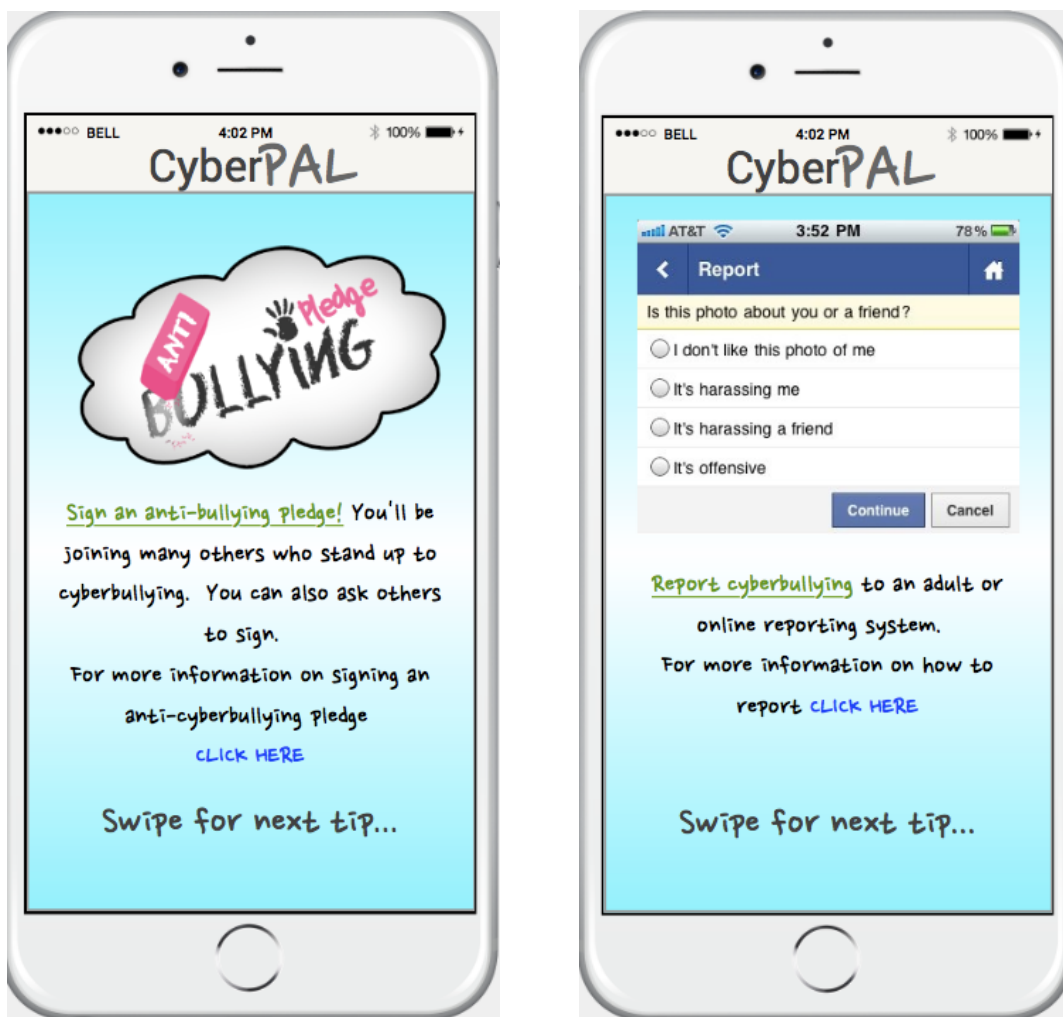 BELL 4:02 PM 100%
CyberPAL
ANTI
BULLYING
Pledge
Sign an anti-bullying pledge! You'll be
joining many others who stand up to
cyberbullying. You can also ask others
to sign.
For more information on signing an
anti-cyberbullying pledge
CLICK HERE
Swipe for next tip...
BELL 4:02 PM 100%
CyberPAL
AT&T 3:52 PM 78%
Report
Is this photo about you or a friend?
I don't like this photo of me
It's harassing me
It's harassing a friend
It's offensive
Continue Cancel
Report cyberbullying to an adult or
online reporting system.
For more information on how to
report CLICK HERE
Swipe for next tip...